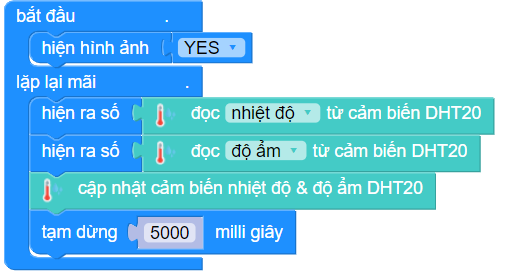 bắt đầu .
hiện hình ảnh YES
lặp lại mãi .
hiện ra số đọc nhiệt độ từ cảm biến DHT20
hiện ra số đọc độ ẩm từ cảm biến DHT20
cập nhật cảm biến nhiệt độ & độ ẩm DHT20
tạm dừng 5000 milli giây